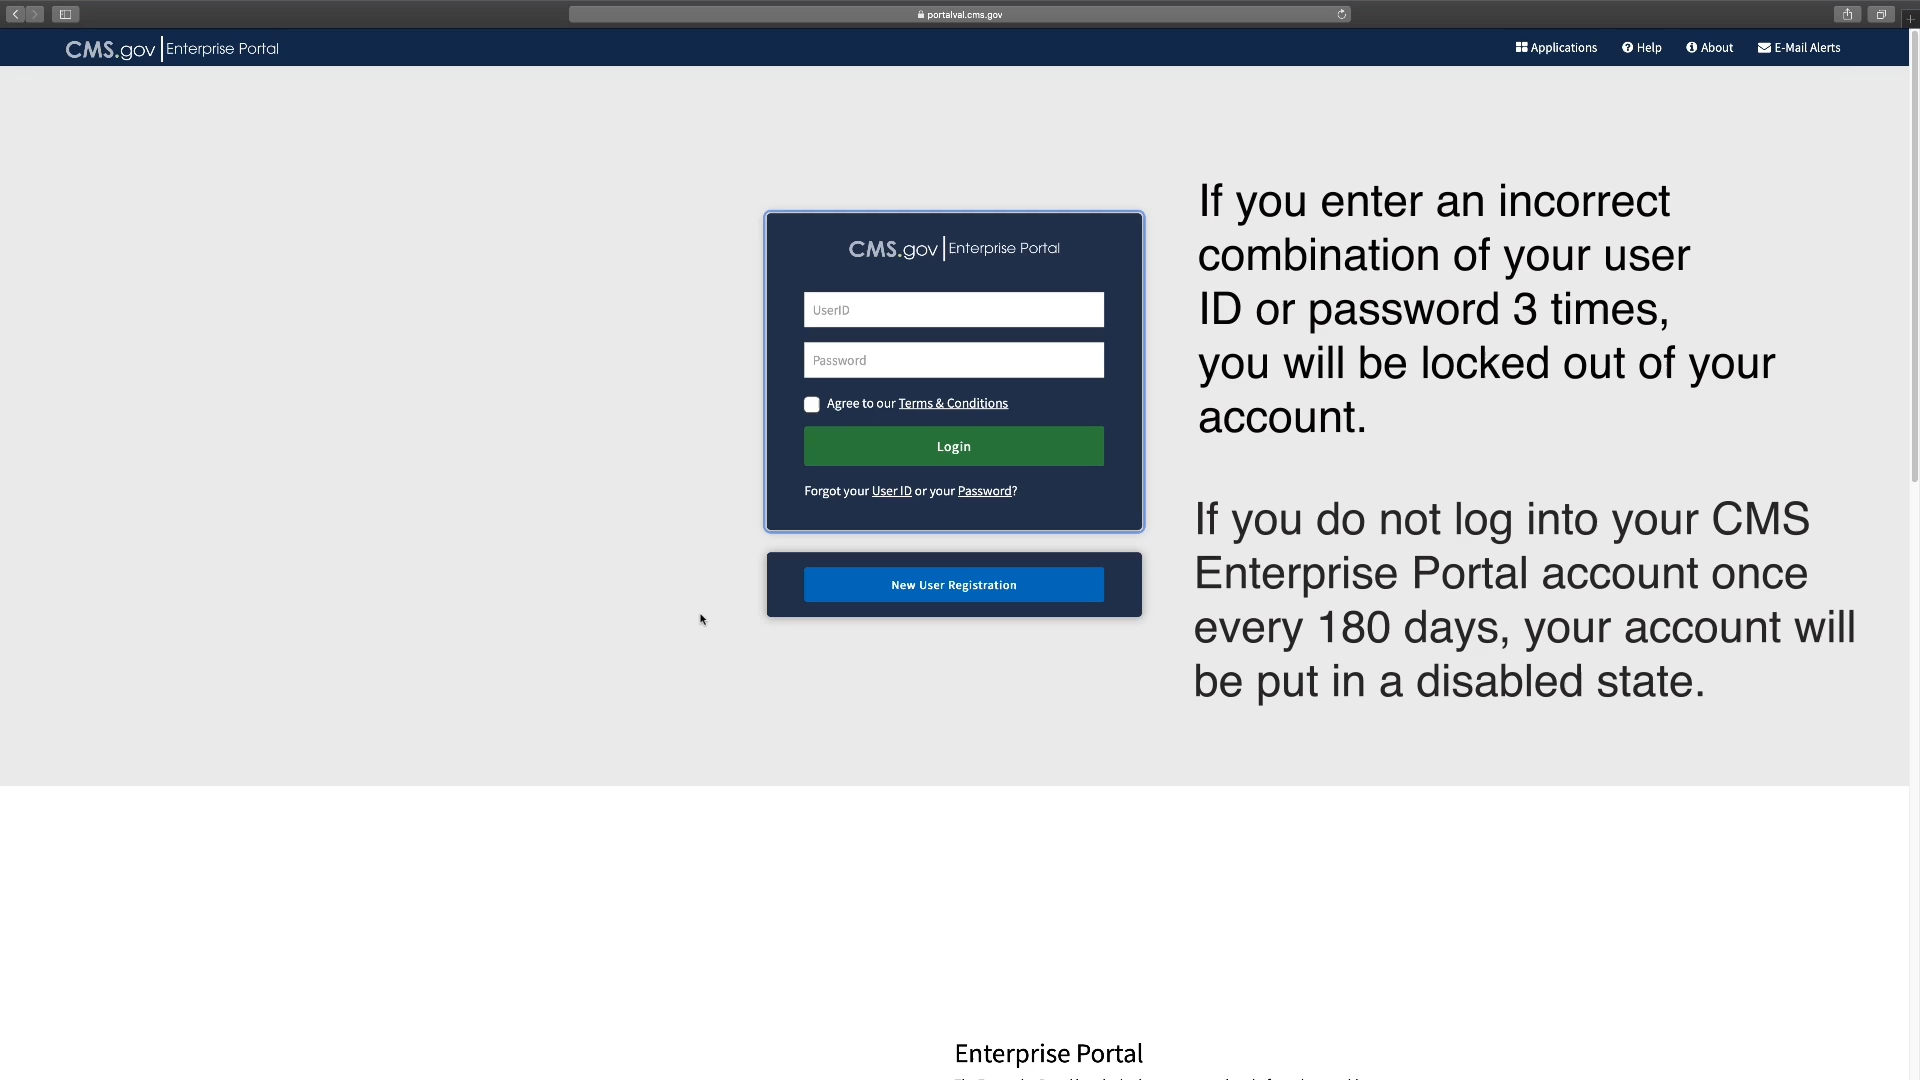 portalval.cms.gov
CMS.gov Enterprise Portal
Applications Help About E-Mail Alerts
CMS.gov Enterprise Portal
UserID
Password
Agree to our Terms & Conditions
Login
Forgot your User ID or your Password?
New User Registration
If you enter an incorrect
combination of your user
ID or password 3 times,
you will be locked out of your
account.
If you do not log into your CMS
Enterprise Portal account once
every 180 days, your account will
be put in a disabled state.
Enterprise Portal